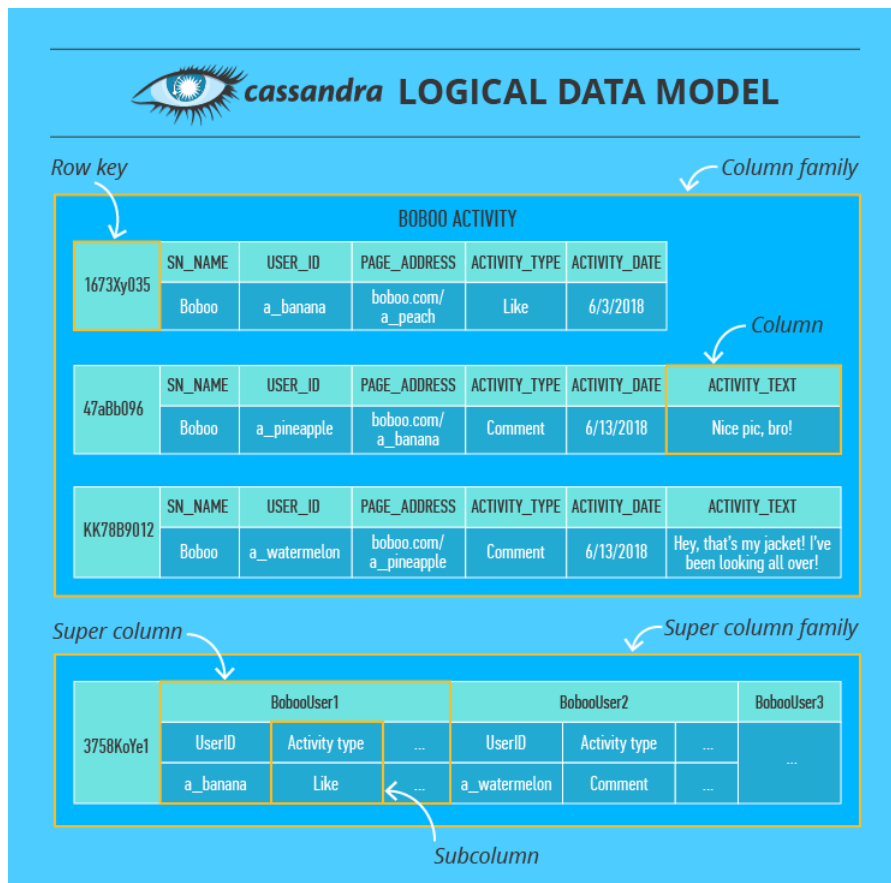 cassandra LOGICAL DATA MODEL
Row key
Column family
BOBOO ACTIVITY
1673Xy035
SN_NAME USER_ID PAGE_ADDRESS ACTIVITY_TYPE ACTIVITY_DATE
Boboo a_banana boboo.com/ Like 6/3/2018
a_peach
Column
47aBb096
SN_NAME USER_ID PAGE_ADDRESS ACTIVITY_TYPE ACTIVITY_DATE ACTIVITY_TEXT
Boboo a_pineapple boboo.com/ Comment 6/13/2018 Nice pic, bro!
a_banana
KK78B9012
SN_NAME USER_ID PAGE_ADDRESS ACTIVITY_TYPE ACTIVITY_DATE ACTIVITY_TEXT
Boboo a_watermelon boboo.com/ Comment 6/13/2018 Hey, that's my jacket! I've
a_pineapple been looking all over!
Super column
Super column family
3758KoYe1
BobooUser1 BobooUser2 BobooUser3
UserID Activity type ... UserID Activity type ...
...
a_banana Like ... a_watermelon Comment ...
Subcolumn